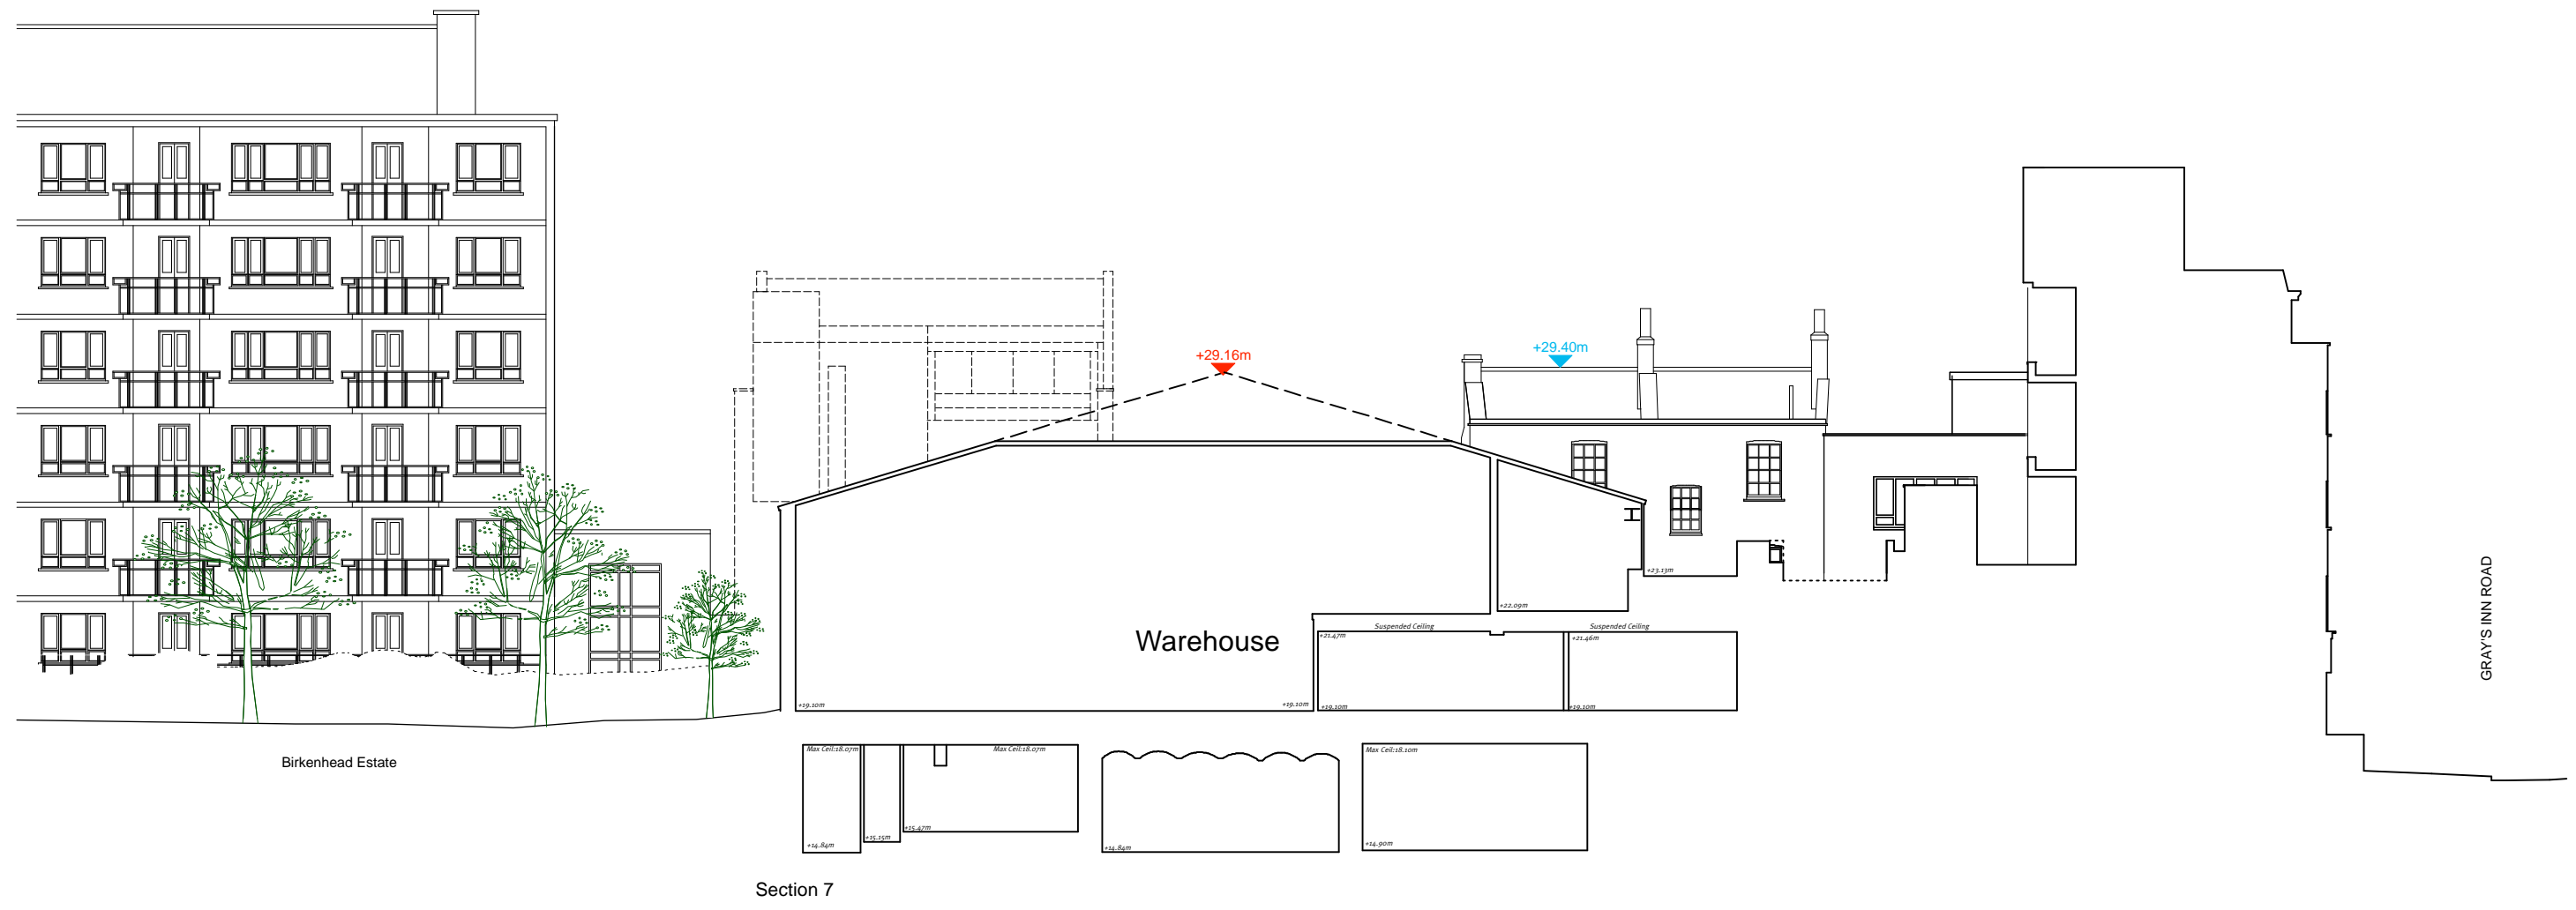 +29.16m
+29.40m
+23.13m
+22.09m
Suspended Ceiling
Suspended Ceiling
+21.47m
+21.46m
Warehouse
GRAY'S INN ROAD
+19.10m
+19.10m
+19.10m
+19.10m
Max Ceil:18.07m
Max Ceil:18.07m
Max Ceil:18.10m
Birkenhead Estate
+15.47m
+15.15m
+14.84m
+14.84m
+14.90m
Section 7